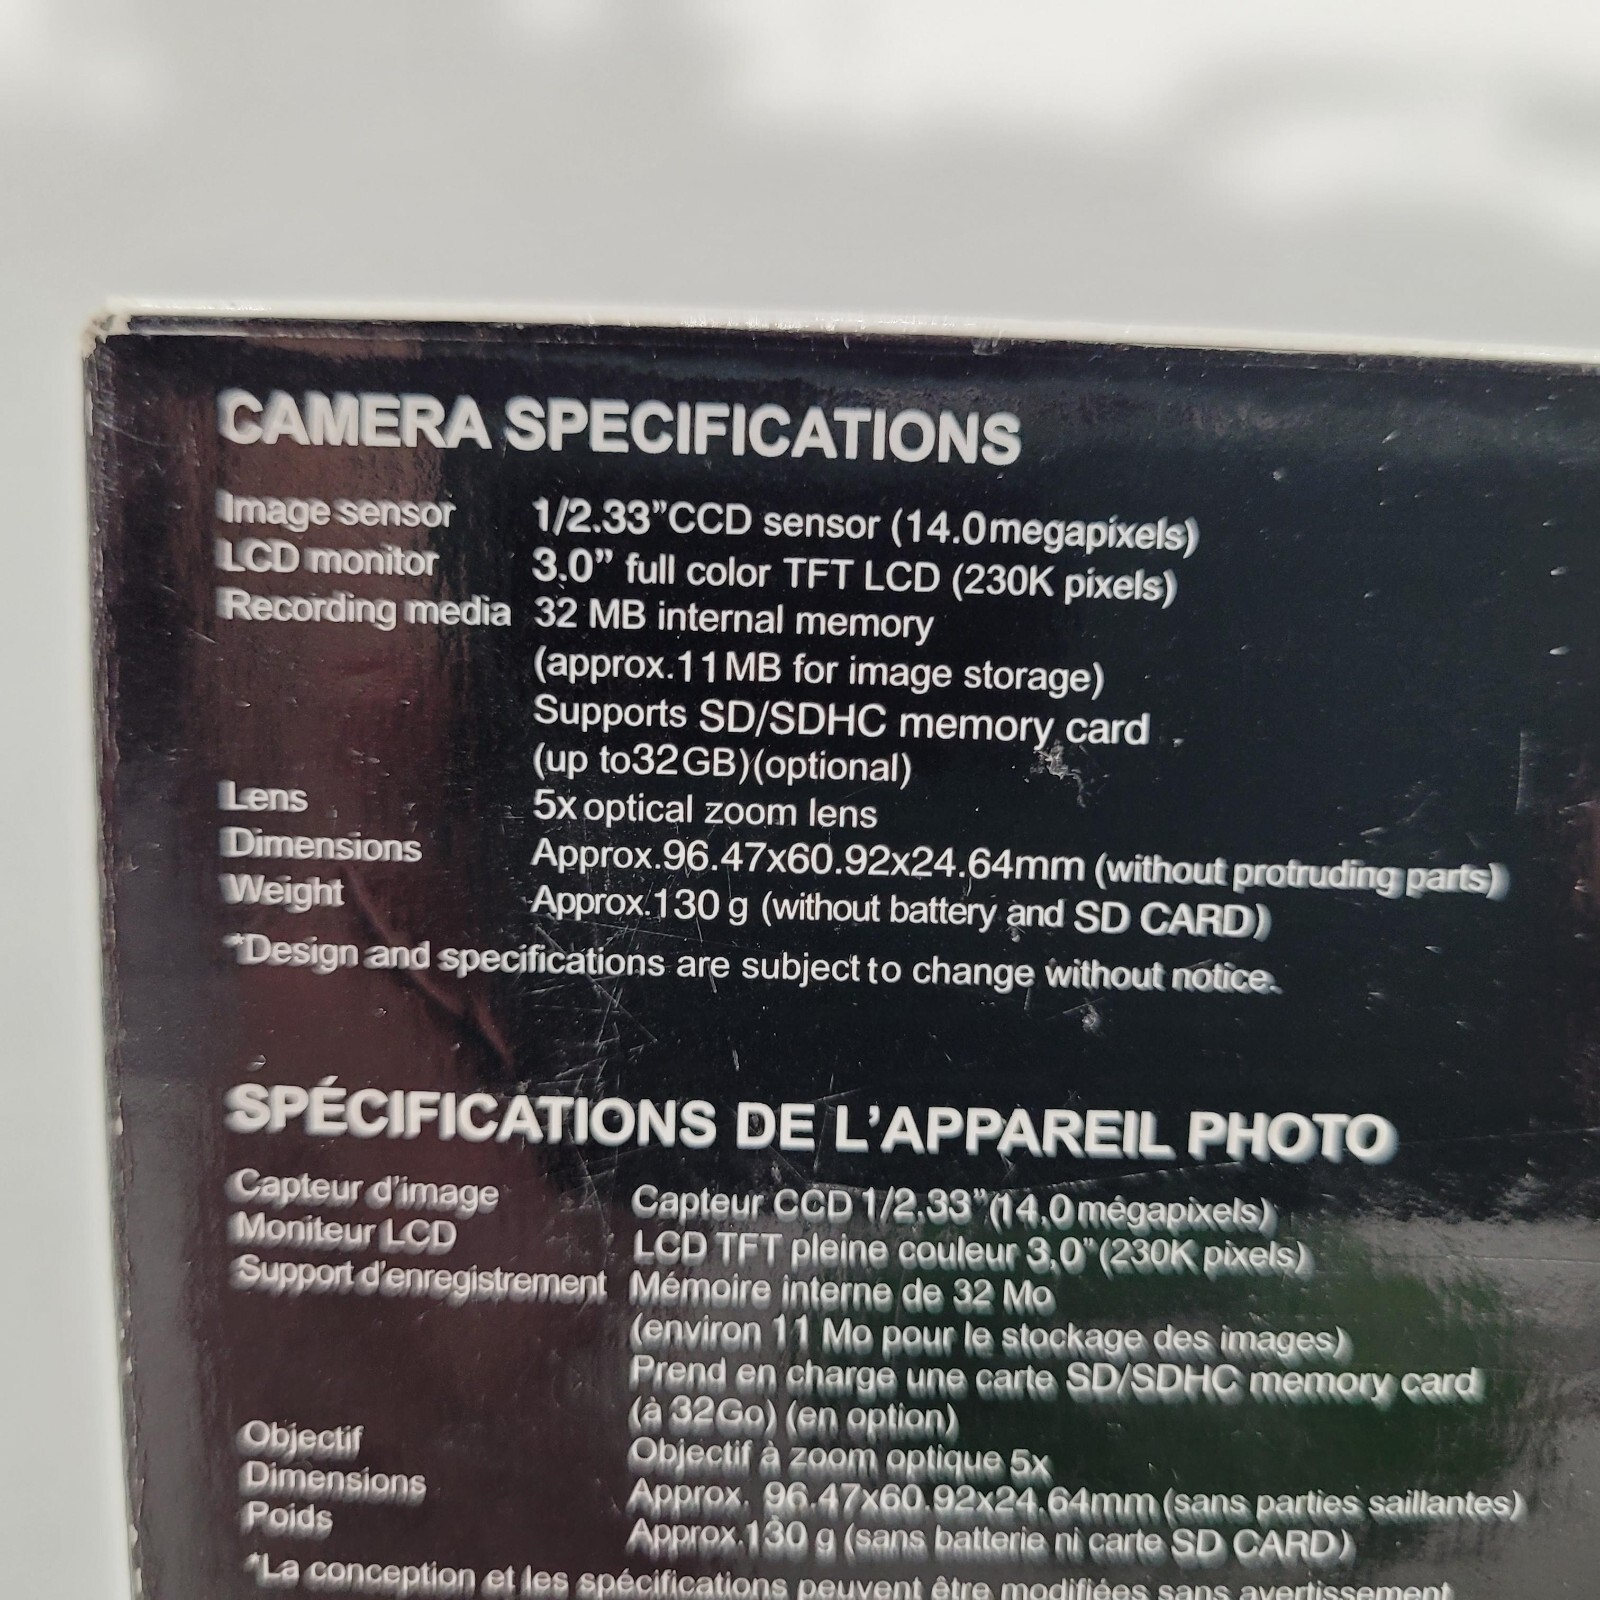 CAMERA SPECIFICATIONS
Image sensor 1/2.33”CCD sensor (14.0megapixels)
LCD monitor 3.0” full color TFT LCD (230K pixels)
Recording media 32 MB internal memory
(approx.11MB for image storage)
Supports SD/SDHC memory card
(up to32GB)(optional)
Lens 5x optical zoom lens
Dimensions Approx.96.47x60.92x24.64mm (without protruding parts)
Weight Approx.130 g (without battery and SD CARD)
*Design and specifications are subject to change without notice.
SPÉCIFICATIONS DE L’APPAREIL PHOTO
Capteur d’image Capteur CCD 1/2.33”(14,0mégapixels)
Moniteur LCD LCD TFT pleine couleur 3,0”(230K pixels)
Support d’enregistrement Mémoire interne de 32 Mo
(environ 11 Mo pour le stockage des images)
Prend en charge une carte SD/SDHC memory card
(à 32Go) (en option)
Objectif Objectif à zoom optique 5x
Dimensions Approx. 96.47x60.92x24.64mm (sans parties saillantes)
Poids Approx.130 g (sans batterie ni carte SD CARD)
*La conception et les spécifications peuvent être modifiées sans avertissement